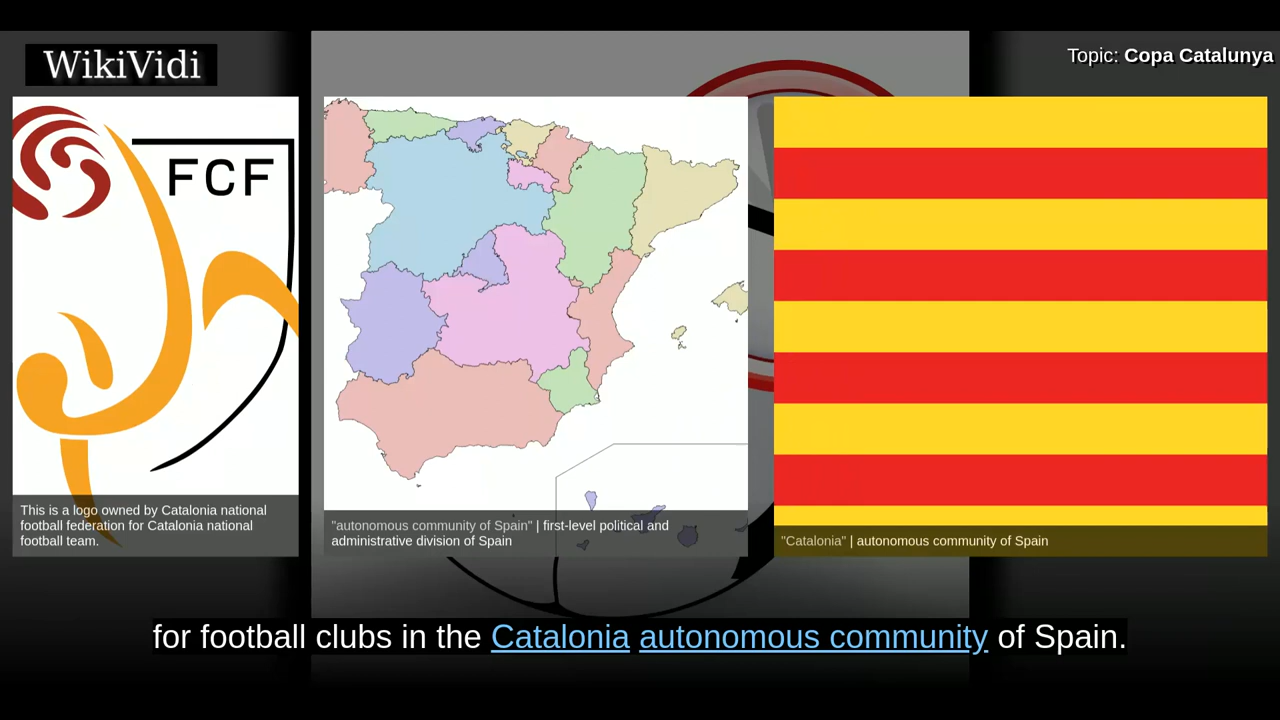 WikiVidi
Topic: Copa Catalunya
FCF
This is a logo owned by Catalonia national
football federation for Catalonia national
football team.
"autonomous community of Spain" | first-level political and
administrative division of Spain
"Catalonia" | autonomous community of Spain
for football clubs in the Catalonia autonomous community of Spain.